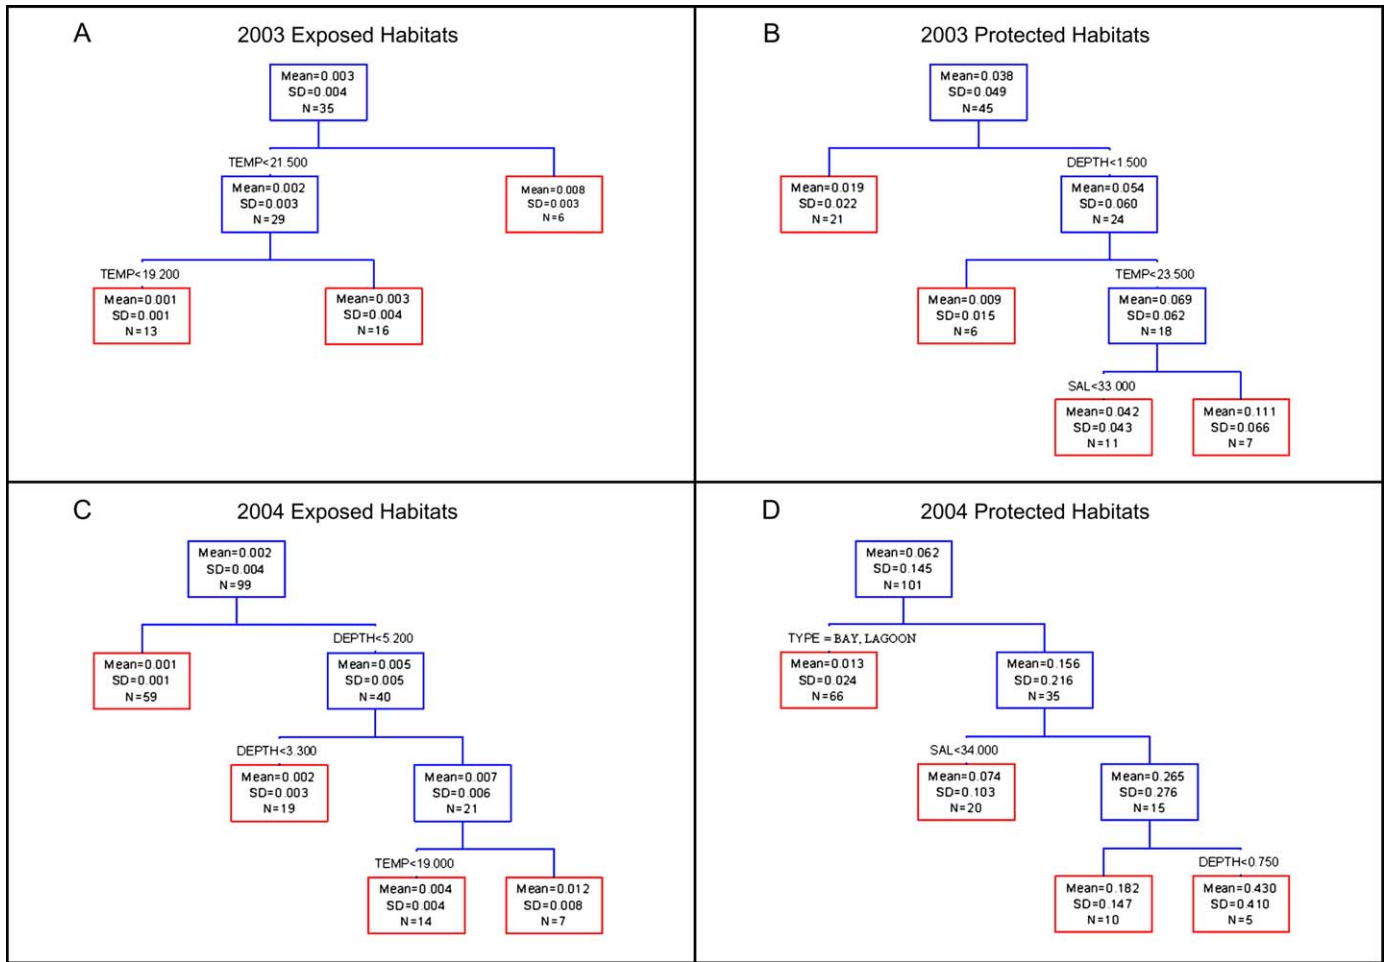 A
2003 Exposed Habitats
Mean=0.003
SD=0.004
N=35
TEMP<21.500
Mean=0.002
SD=0.003
N=29
Mean=0.008
SD=0.003
N=6
TEMP<19.200
Mean=0.001
SD=0.001
N=13
Mean=0.003
SD=0.004
N=16
B
2003 Protected Habitats
Mean=0.038
SD=0.049
N=45
Mean=0.019
SD=0.022
N=21
DEPTH<1.500
Mean=0.054
SD=0.060
N=24
Mean=0.009
SD=0.015
N=6
TEMP<23.500
Mean=0.069
SD=0.062
N=18
SAL<33.000
Mean=0.042
SD=0.043
N=11
Mean=0.111
SD=0.066
N=7
C
2004 Exposed Habitats
Mean=0.002
SD=0.004
N=99
Mean=0.001
SD=0.001
N=59
DEPTH<5.200
Mean=0.005
SD=0.005
N=40
DEPTH<3.300
Mean=0.002
SD=0.003
N=19
Mean=0.007
SD=0.006
N=21
TEMP<19.000
Mean=0.004
SD=0.004
N=14
Mean=0.012
SD=0.008
N=7
D
2004 Protected Habitats
Mean=0.062
SD=0.145
N=101
TYPE = BAY, LAGOON
Mean=0.013
SD=0.024
N=66
Mean=0.156
SD=0.216
N=35
SAL<34.000
Mean=0.074
SD=0.103
N=20
Mean=0.265
SD=0.276
N=15
Mean=0.182
SD=0.147
N=10
DEPTH<0.750
Mean=0.430
SD=0.410
N=5